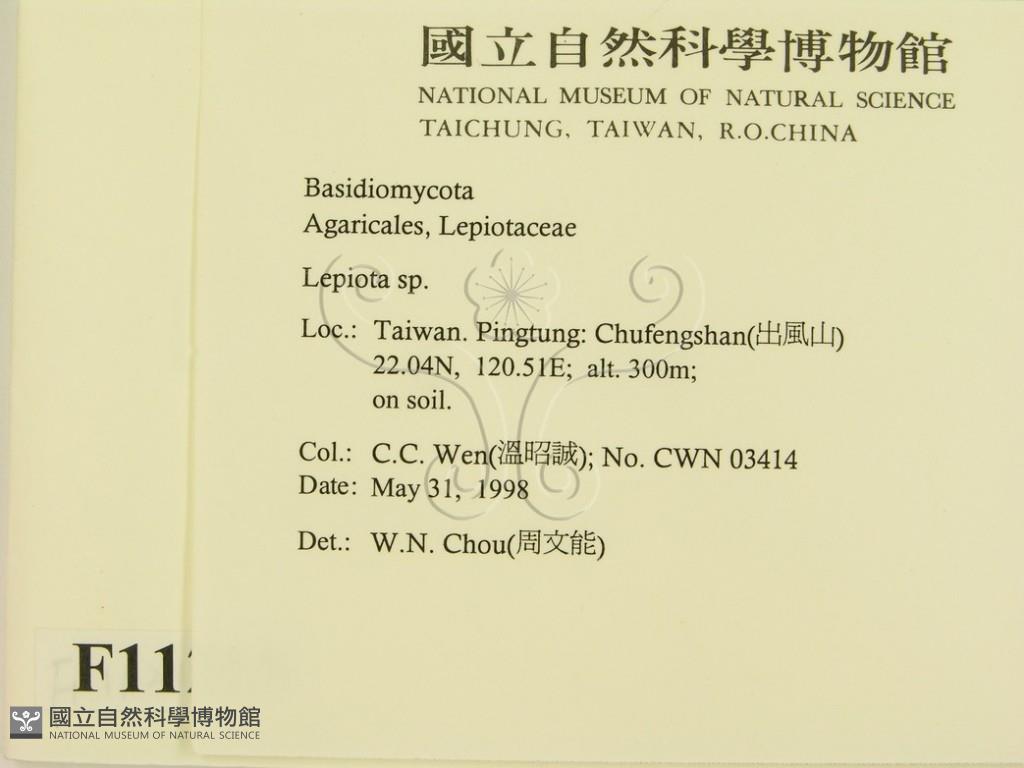 國立自然科學博物館
NATIONAL MUSEUM OF NATURAL SCIENCE
TAICHUNG, TAIWAN, R.O.CHINA
Basidiomycota
Agaricales, Lepiotaceae
Lepiota sp.
Loc.: Taiwan. Pingtung: Chufengshan(出風山)
22.04N, 120.51E; alt. 300m;
on soil.
Col.: C.C. Wen(溫昭誠); No. CWN 03414
Date: May 31, 1998
Det.: W.N. Chou(周文能)
F11
國立自然科學博物館
NATIONAL MUSEUM OF NATURAL SCIENCE